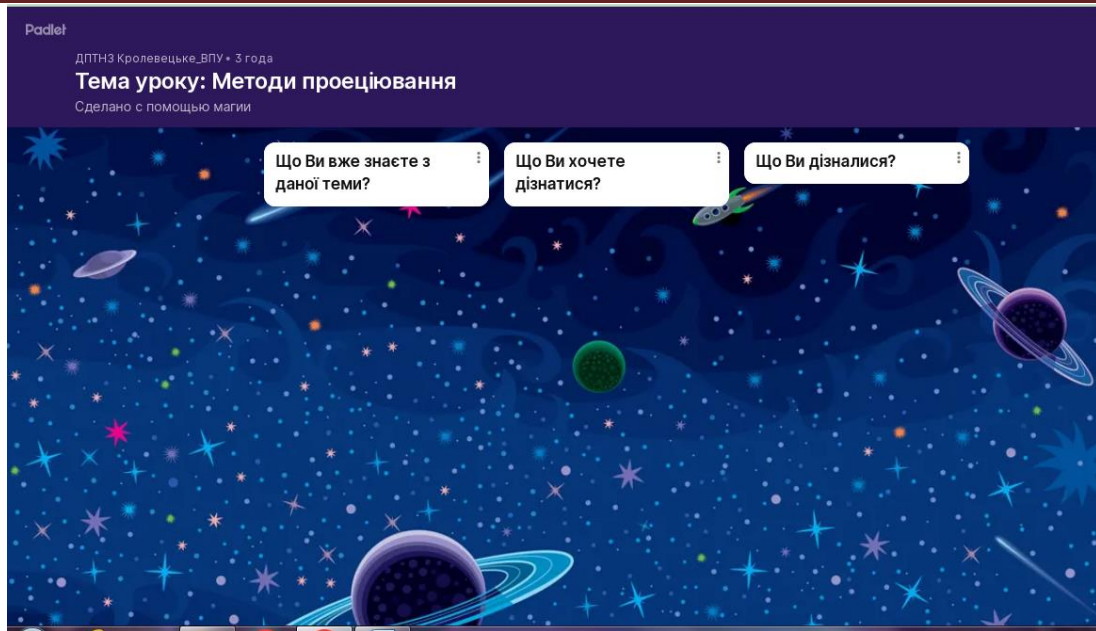 Padlet
ДПТНЗ Кролевецьке_ВПУ • 3 года
Тема уроку: Методи проеціювання
Сделано с помощью магии
Що Ви вже знаєте з
даної теми?
Що Ви хочете
дізнатися?
Що Ви дізналися?